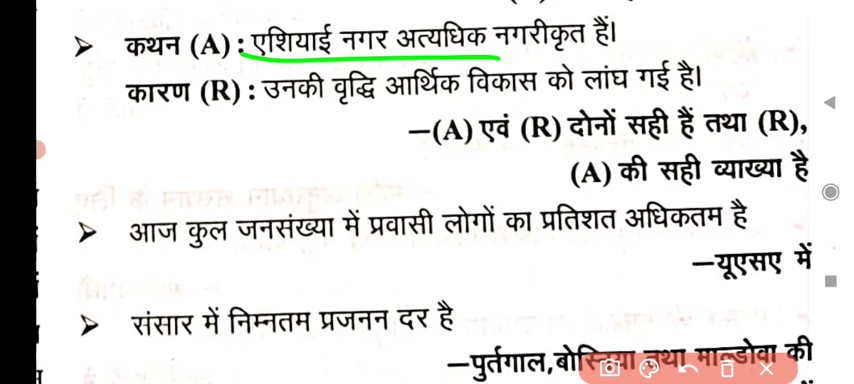 ➤ कथन (A) : एशियाई नगर अत्यधिक नगरीकृत हैं।
कारण (R) : उनकी वृद्धि आर्थिक विकास को लांघ गई है।
–(A) एवं (R) दोनों सही हैं तथा (R),
(A) की सही व्याख्या है
➤ आज कुल जनसंख्या में प्रवासी लोगों का प्रतिशत अधिकतम है
–यूएसए में
➤ संसार में निम्नतम प्रजनन दर है
–पुर्तगाल, तथा की